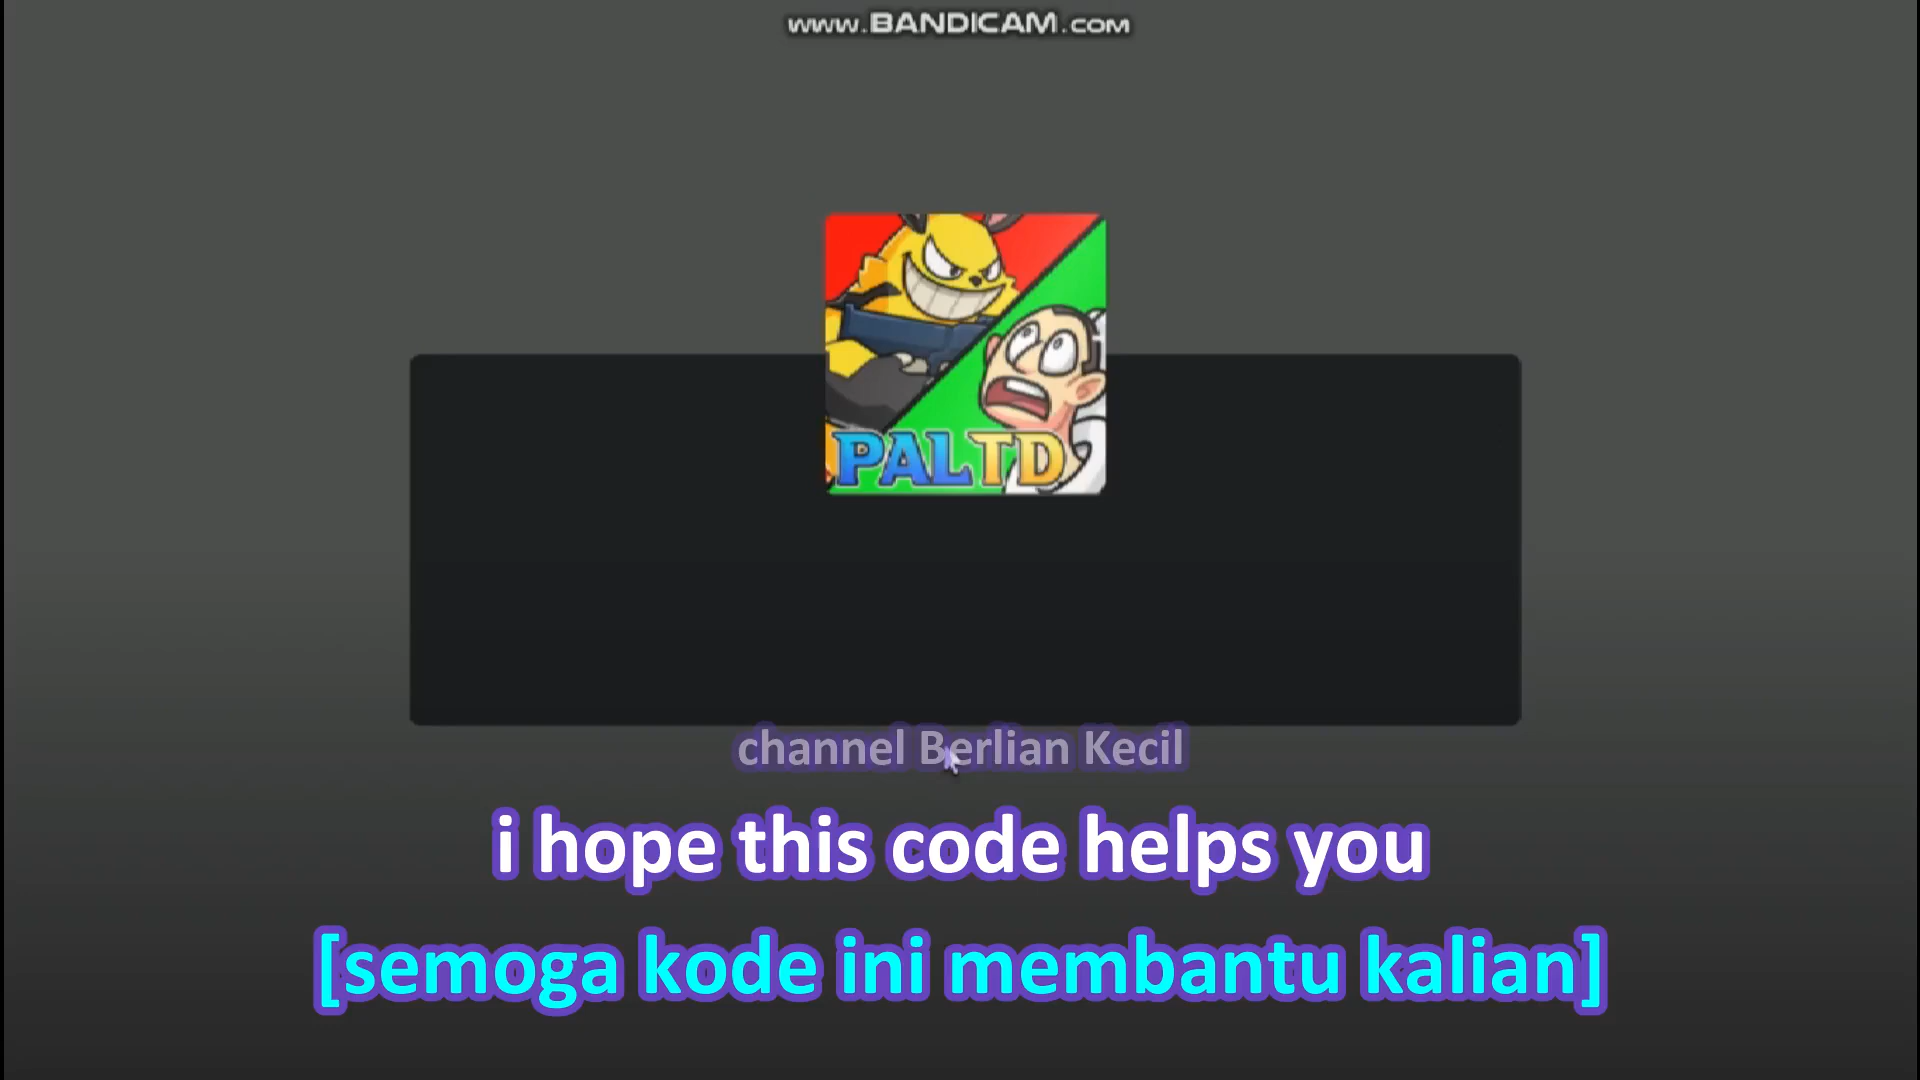 www.BANDICAM.com
PALTD
channel Berlian Kecil
i hope this code helps you
[semoga kode ini membantu kalian]